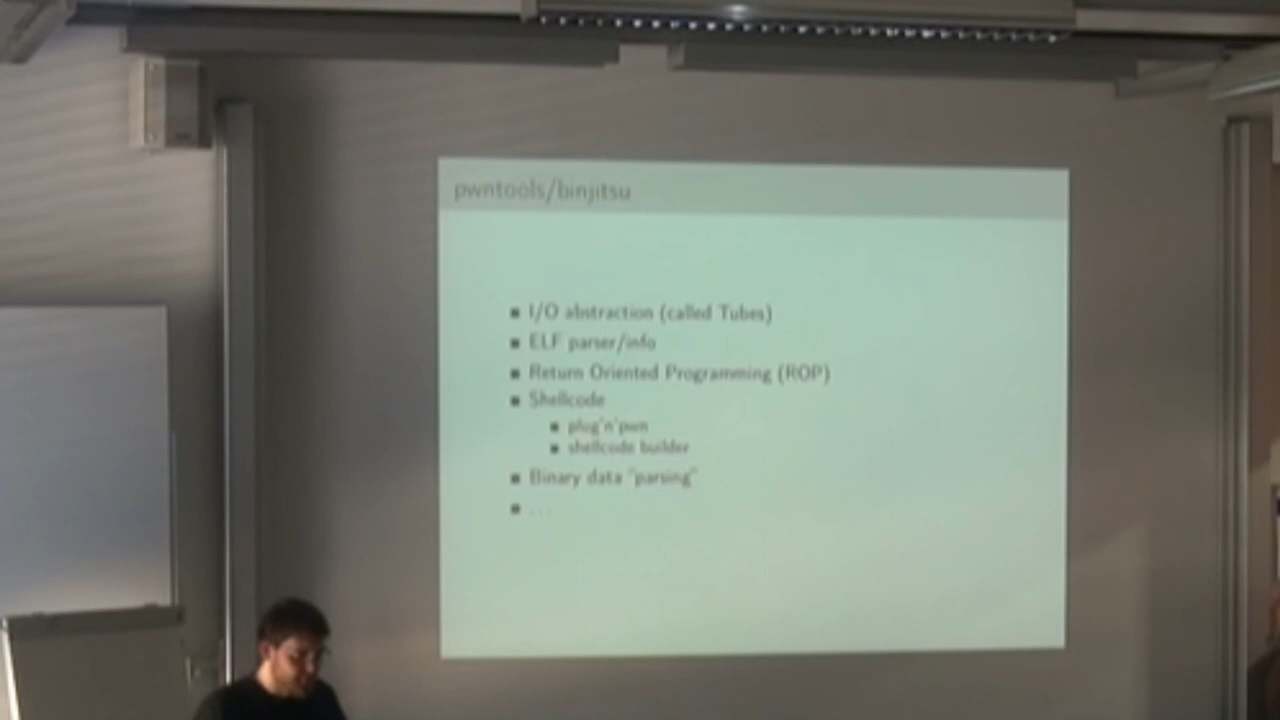 pwntools/binjitsu
I/O abstraction (called Tubes)
ELF parser/info
Return Oriented Programming (ROP)
Shellcode
plug'n'pwn
shellcode builder
Binary data "parsing"
...